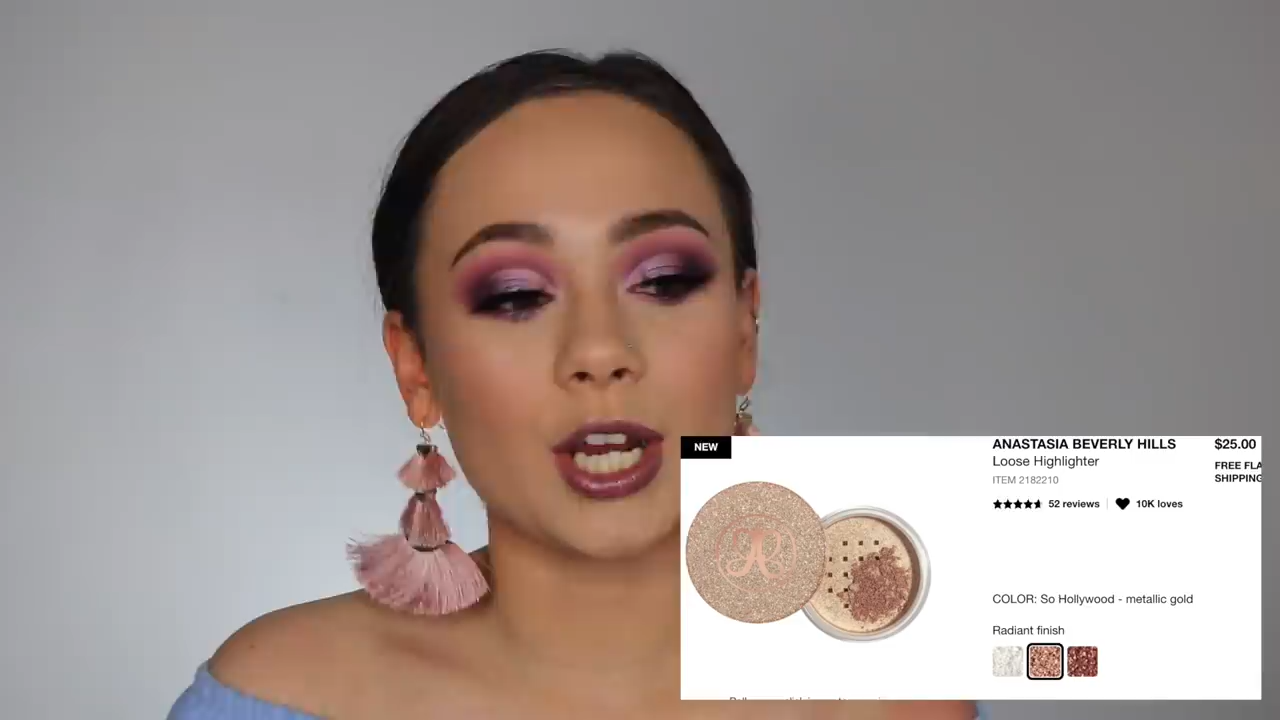 NEW
ANASTASIA BEVERLY HILLS
$25.00
Loose Highlighter
FREE FLA
ITEM 2182210
SHIPPING
52 reviews
10K loves
COLOR: So Hollywood - metallic gold
Radiant finish